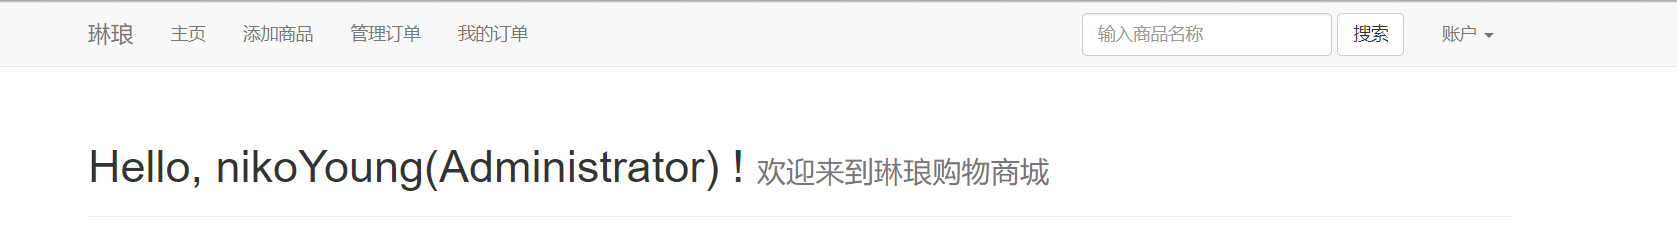 琳琅 主页 添加商品 管理订单 我的订单 输入商品名称 搜索 账户
Hello, nikoYoung(Administrator) ! 欢迎来到琳琅购物商城